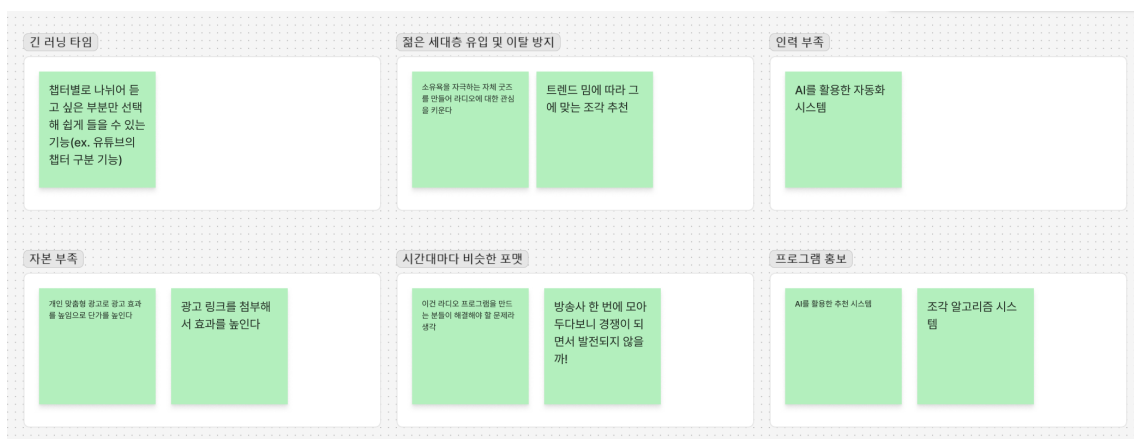 긴 러닝 타임
챕터별로 나뉘어 듣
고 싶은 부분만 선택
해 쉽게 들을 수 있는
기능(ex. 유튜브의
챕터 구분 기능)
젊은 세대층 유입 및 이탈 방지
소유욕을 자극하는 자체 굿즈
를 만들어 라디오에 대한 관심
을 키운다
트렌드 밈에 따라 그
에 맞는 조각 추천
인력 부족
AI를 활용한 자동화
시스템
자본 부족
개인 맞춤형 광고로 광고 효과
를 높임으로 단가를 높인다
광고 링크를 첨부해
서 효과를 높인다
시간대마다 비슷한 포맷
이건 라디오 프로그램을 만드
는 분들이 해결해야 할 문제라
생각
방송사 한 번에 모아
두다보니 경쟁이 되
면서 발전되지 않을
까!
프로그램 홍보
AI를 활용한 추천 시스템
조각 알고리즘 시스
템